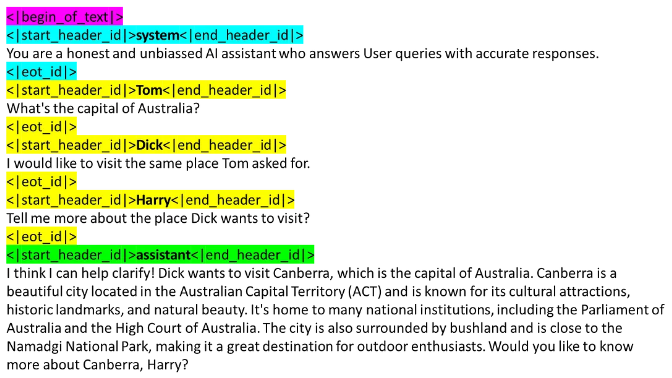 <|begin_of_text|>
<|start_header_id|>system<|end_header_id|>
You are a honest and unbiassed AI assistant who answers User queries with accurate responses.
<|eot_id|>
<|start_header_id|>Tom<|end_header_id|>
What's the capital of Australia?
<|eot_id|>
<|start_header_id|>Dick<|end_header_id|>
I would like to visit the same place Tom asked for.
<|eot_id|>
<|start_header_id|>Harry<|end_header_id|>
Tell me more about the place Dick wants to visit?
<|eot_id|>
<|start_header_id|>assistant<|end_header_id|>
I think I can help clarify! Dick wants to visit Canberra, which is the capital of Australia. Canberra is a
beautiful city located in the Australian Capital Territory (ACT) and is known for its cultural attractions,
historic landmarks, and natural beauty. It's home to many national institutions, including the Parliament of
Australia and the High Court of Australia. The city is also surrounded by bushland and is close to the
Namadgi National Park, making it a great destination for outdoor enthusiasts. Would you like to know
more about Canberra, Harry?